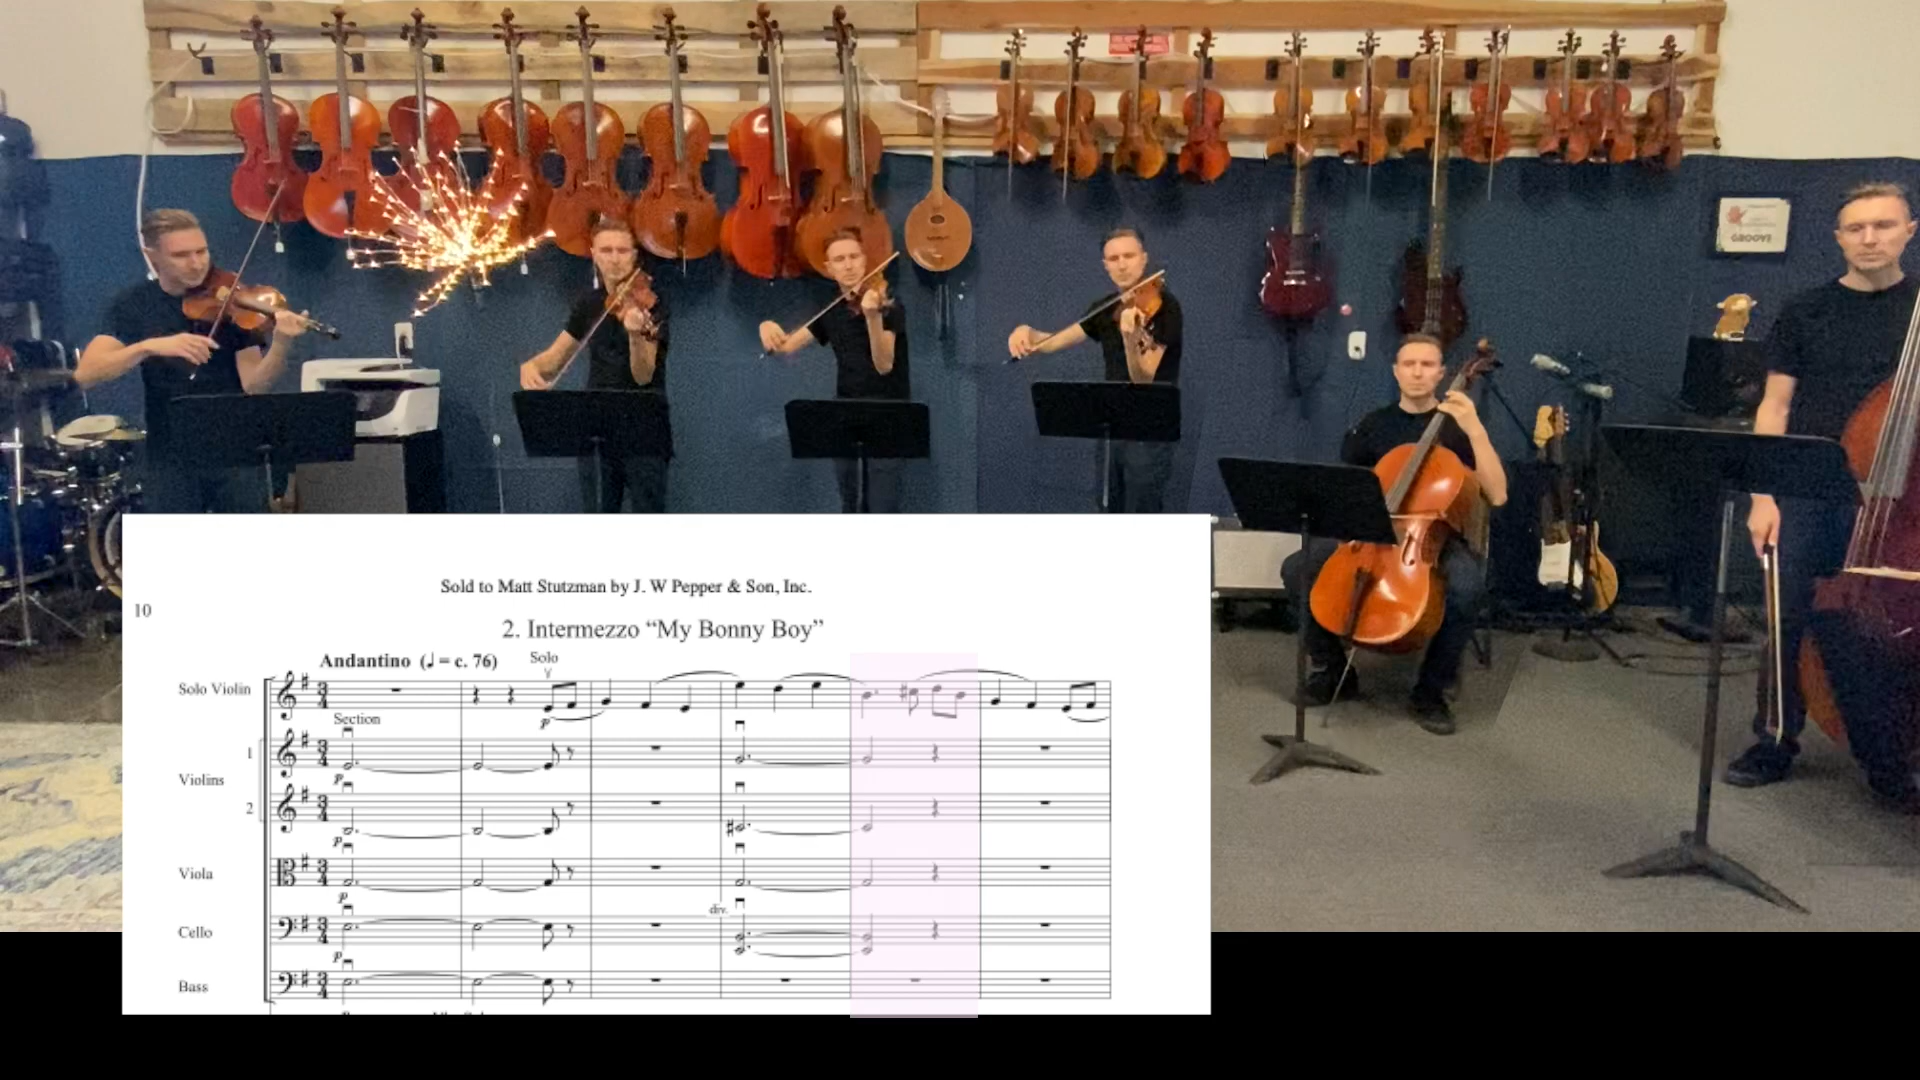 GROOVE
Sold to Matt Stutzman by J. W Pepper & Son, Inc.
10
2. Intermezzo “My Bonny Boy”
Andantino (♩ = c. 76)
Solo
Solo Violin
p
Section
1
Violins
p
2
p
Viola
p
div.
Cello
p
Bass